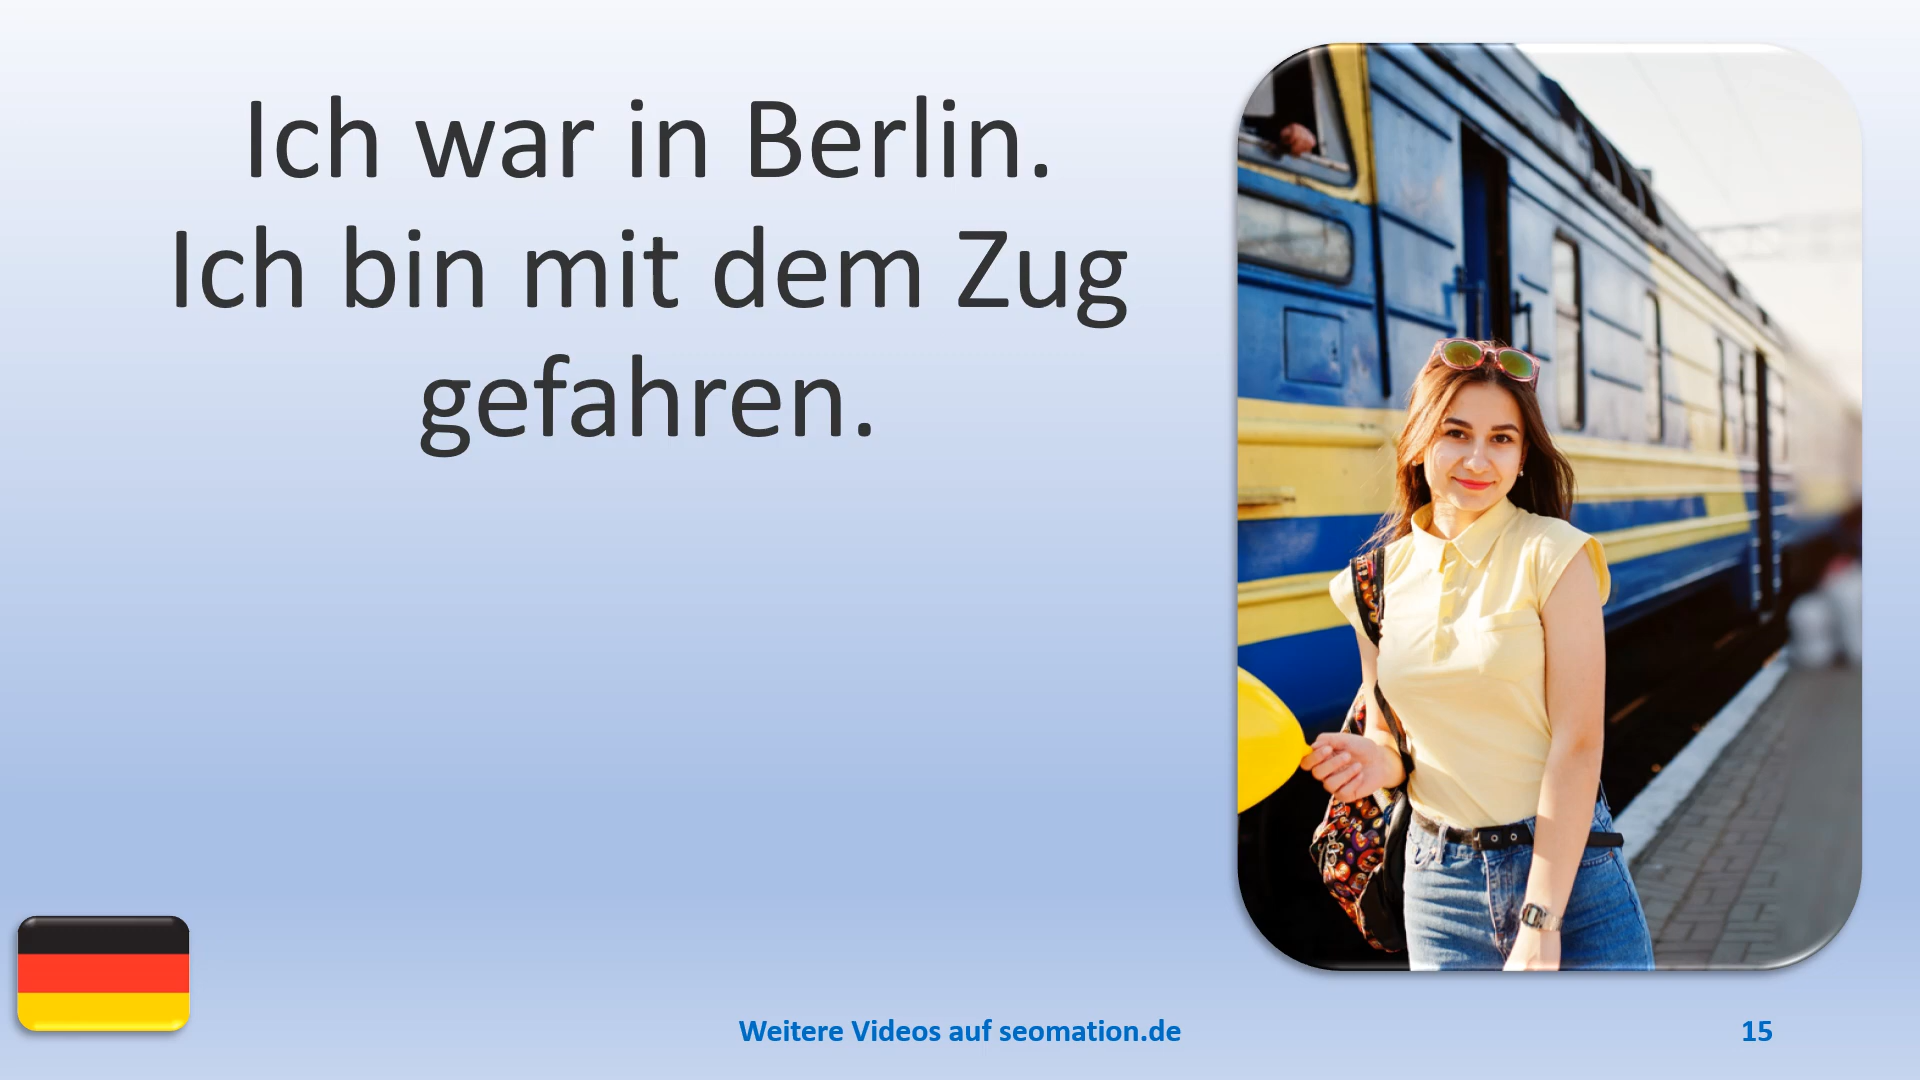 Ich war in Berlin.
Ich bin mit dem Zug
gefahren.
Weitere Videos auf seomation.de
15